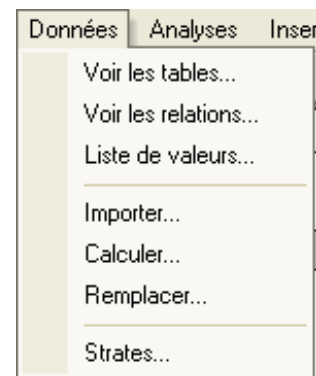 Données Analyses Inser
Voir les tables...
Voir les relations...
Liste de valeurs...
Importer...
Calculer...
Remplacer...
Strates...